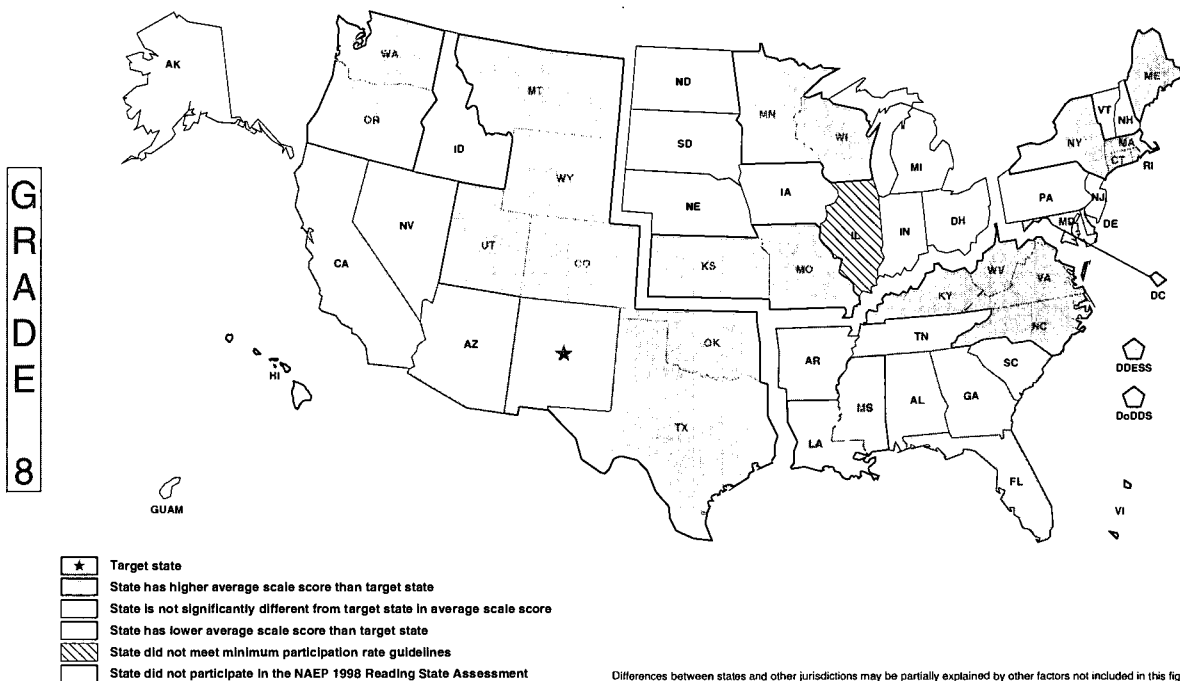 GRADE 8
AK
WA
OR
ID
MT
WY
NV
CA
UT
CO
AZ
HI
GUAM
ND
SD
NE
KS
MN
IA
MO
WI
IL
MI
IN
OH
OK
TX
AR
LA
KY
TN
MS
AL
GA
FL
SC
NC
VA
WV
PA
NY
VT
NH
ME
MA
CT
RI
NJ
DE
MD
DC
DDESS
DoDDS
VI
Target state
State has higher average scale score than target state
State is not significantly different from target state in average scale score
State has lower average scale score than target state
State did not meet minimum participation rate guidelines
State did not participate in the NAEP 1998 Reading State Assessment
Differences between states and other jurisdictions may be partially explained by other factors not included in this fig